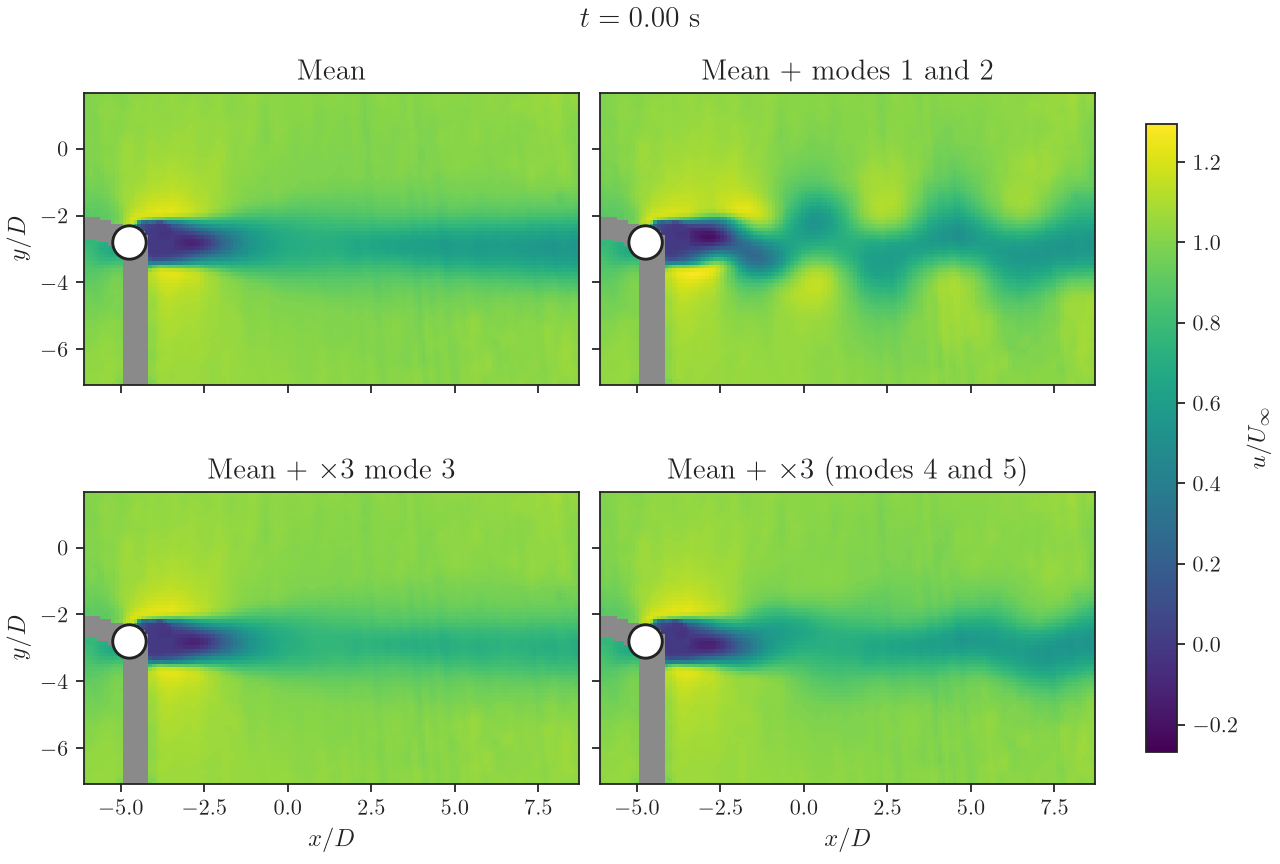 t = 0.00 s
Mean
Mean + modes 1 and 2
y/D
0
−2
−4
−6
1.2
1.0
0.8
0.6
0.4
0.2
0.0
−0.2
u/U∞
Mean + ×3 mode 3
Mean + ×3 (modes 4 and 5)
y/D
0
−2
−4
−6
−5.0 −2.5 0.0 2.5 5.0 7.5
−5.0 −2.5 0.0 2.5 5.0 7.5
x/D
x/D